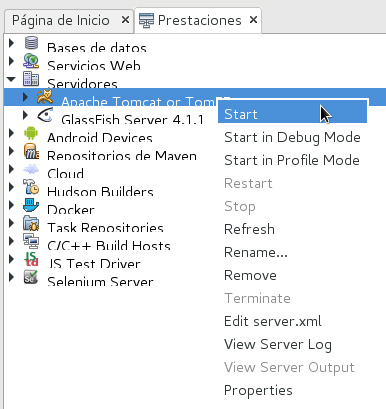 Página de Inicio
Prestaciones
Bases de datos
Servicios Web
Servidores
Apache Tomcat or
GlassFish Server 4.1.1
Android Devices
Repositorios de Maven
Cloud
Hudson Builders
Docker
Task Repositories
C/C++ Build Hosts
JS Test Driver
Selenium Server
Start
Start in Debug Mode
Start in Profile Mode
Restart
Stop
Refresh
Rename...
Remove
Terminate
Edit server.xml
View Server Log
View Server Output
Properties